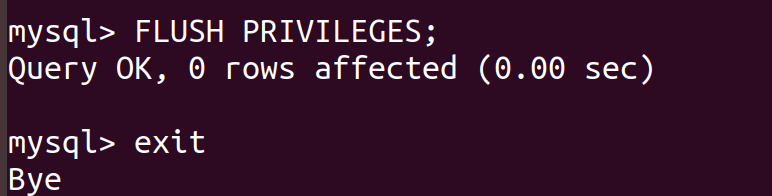 mysql> FLUSH PRIVILEGES;
Query OK, 0 rows affected (0.00 sec)
mysql> exit
Bye